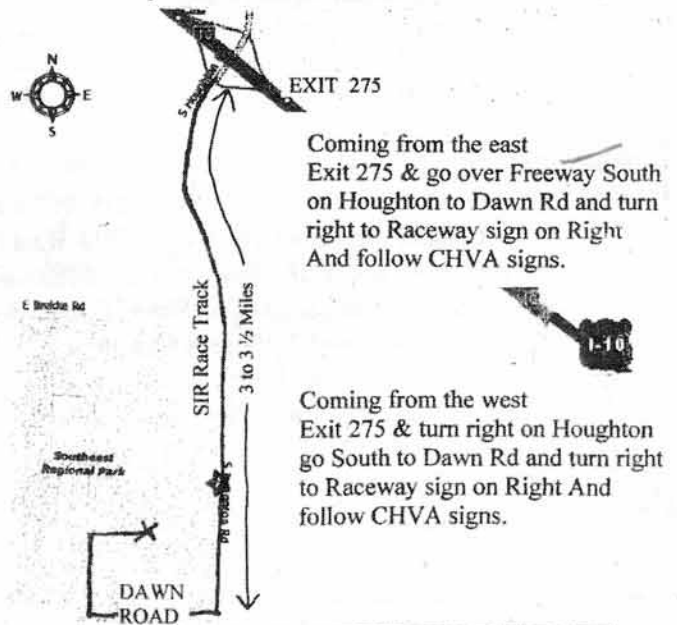 10
S Houghton
EXIT 275
N
W
E
S
Coming from the east
Exit 275 & go over Freeway South
on Houghton to Dawn Rd and turn
right to Raceway sign on Right
And follow CHVA signs.
I-10
SIR Race Track
3 to 3 ½ Miles
Coming from the west
Exit 275 & turn right on Houghton
go South to Dawn Rd and turn right
to Raceway sign on Right And
follow CHVA signs.
Southeast
Regional Park
DAWN
ROAD